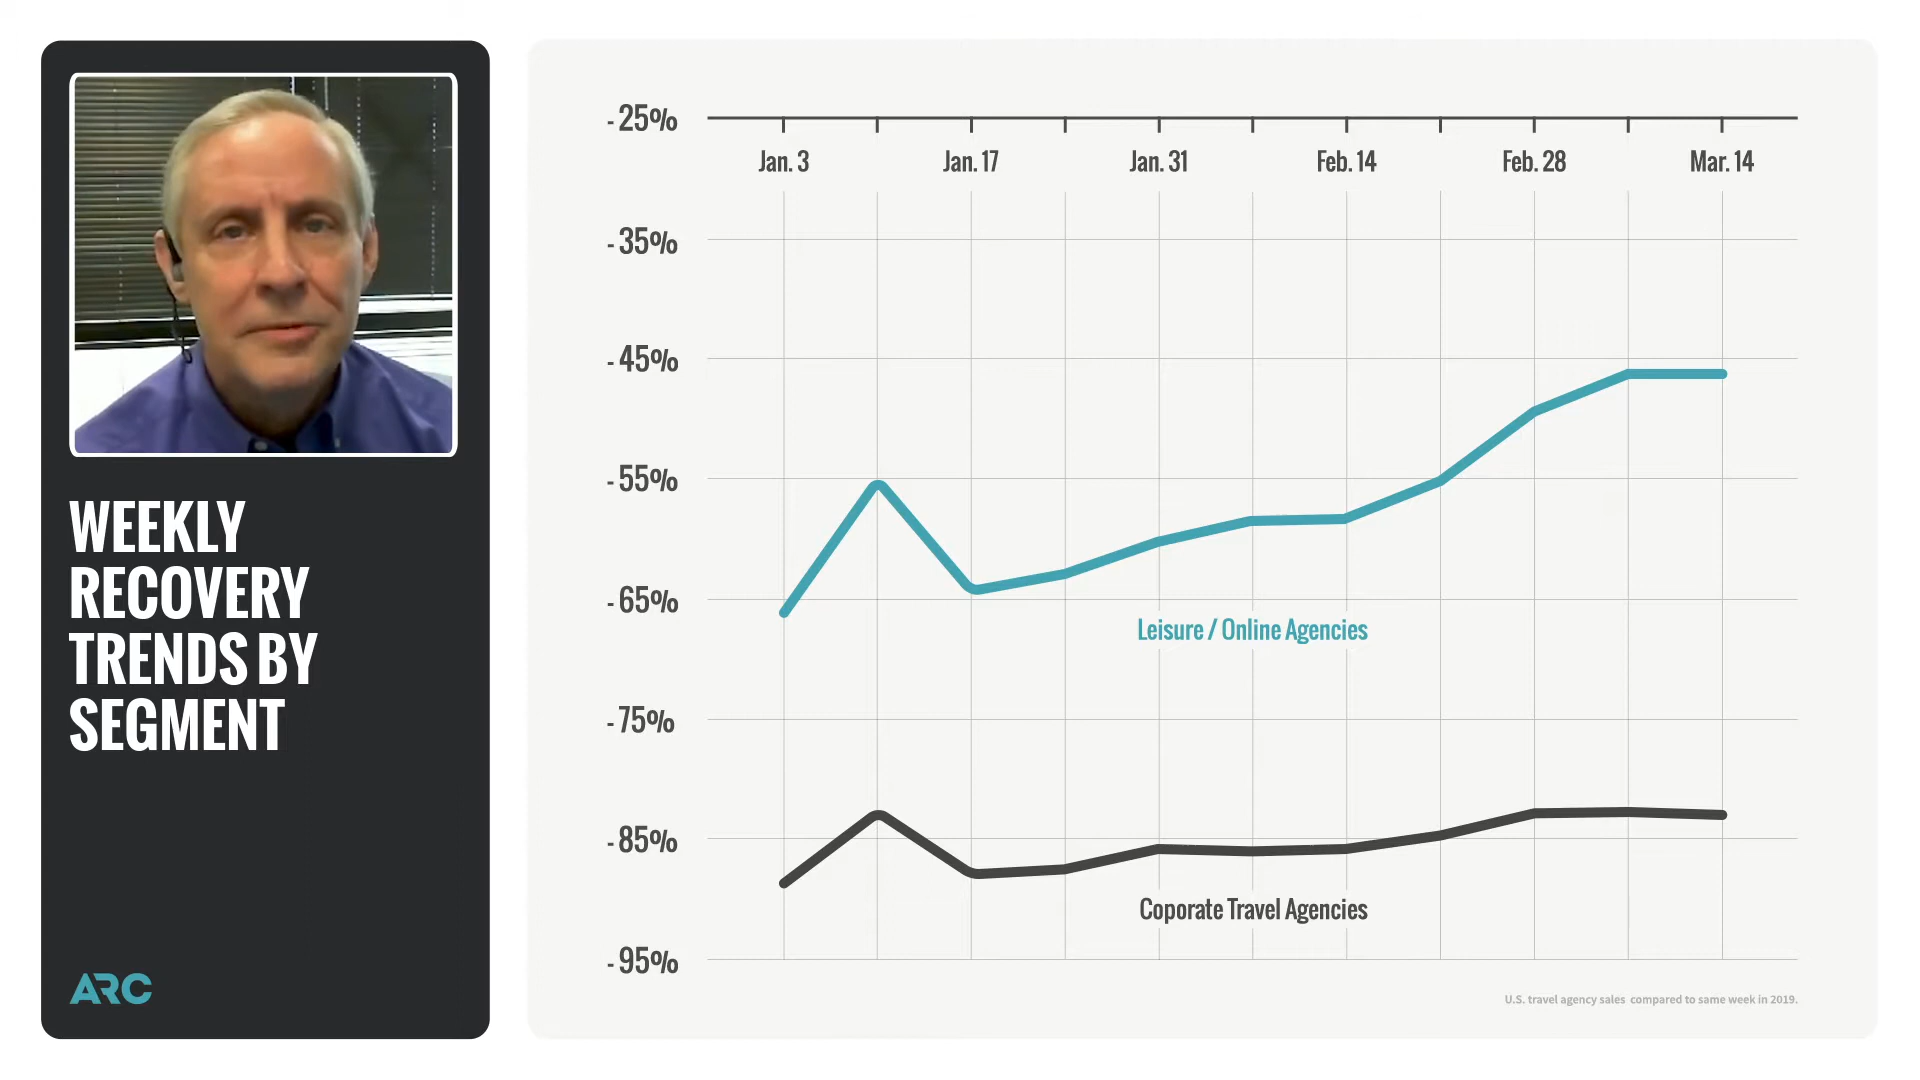 WEEKLY
RECOVERY
TRENDS BY
SEGMENT
ARC
-25%
Jan. 3 Jan. 17 Jan. 31 Feb. 14 Feb. 28 Mar. 14
-35%
-45%
-55%
-65%
Leisure / Online Agencies
-75%
-85%
Coporate Travel Agencies
-95%
U.S. travel agency sales compared to same week in 2019.